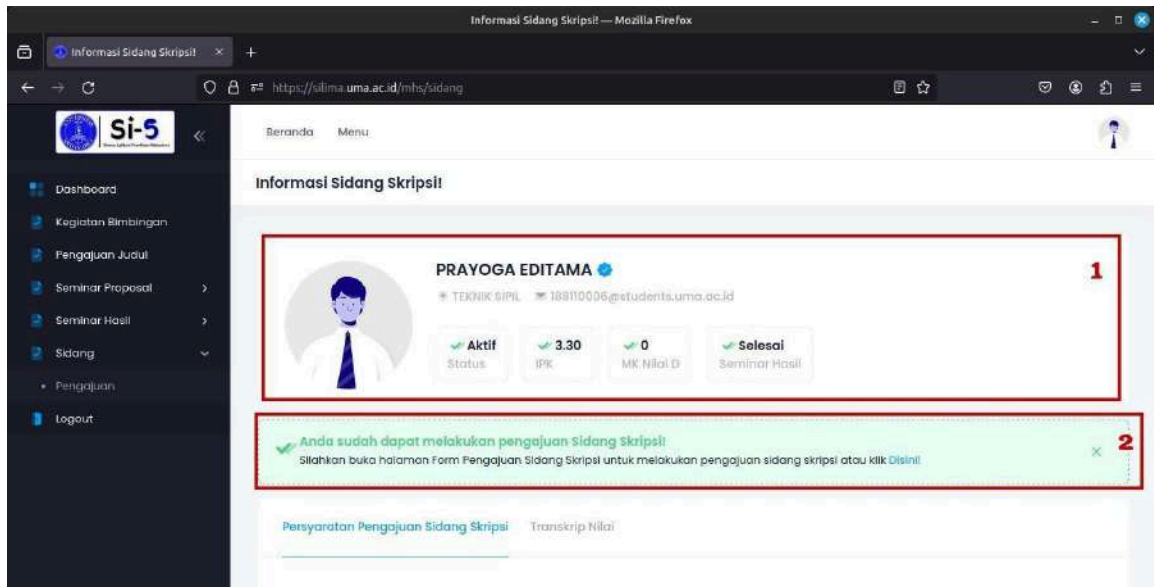 Informasi Sidang Skripsi! — Mozilla Firefox
Informasi Sidang Skripsi!
https://silima.uma.ac.id/mhs/sidang
Si-5
Beranda Menu
Informasi Sidang Skripsi!
Dashboard
Kegiatan Bimbingan
Pengajuan Judul
Seminar Proposal
Seminar Hasil
Sidang
Pengajuan
Logout
1
PRAYOGA EDITAMA
TEKNIK SIPIL 188110006@students.uma.ac.id
Aktif 3.30 0 Selesai
Status IPK MK Nilai D Seminar Hasil
2
Anda sudah dapat melakukan pengajuan Sidang Skripsi!
Silahkan buka halaman Form Pengajuan Sidang Skripsi untuk melakukan pengajuan sidang skripsi atau klik Disini!
Persyaratan Pengajuan Sidang Skripsi Transkrip Nilai